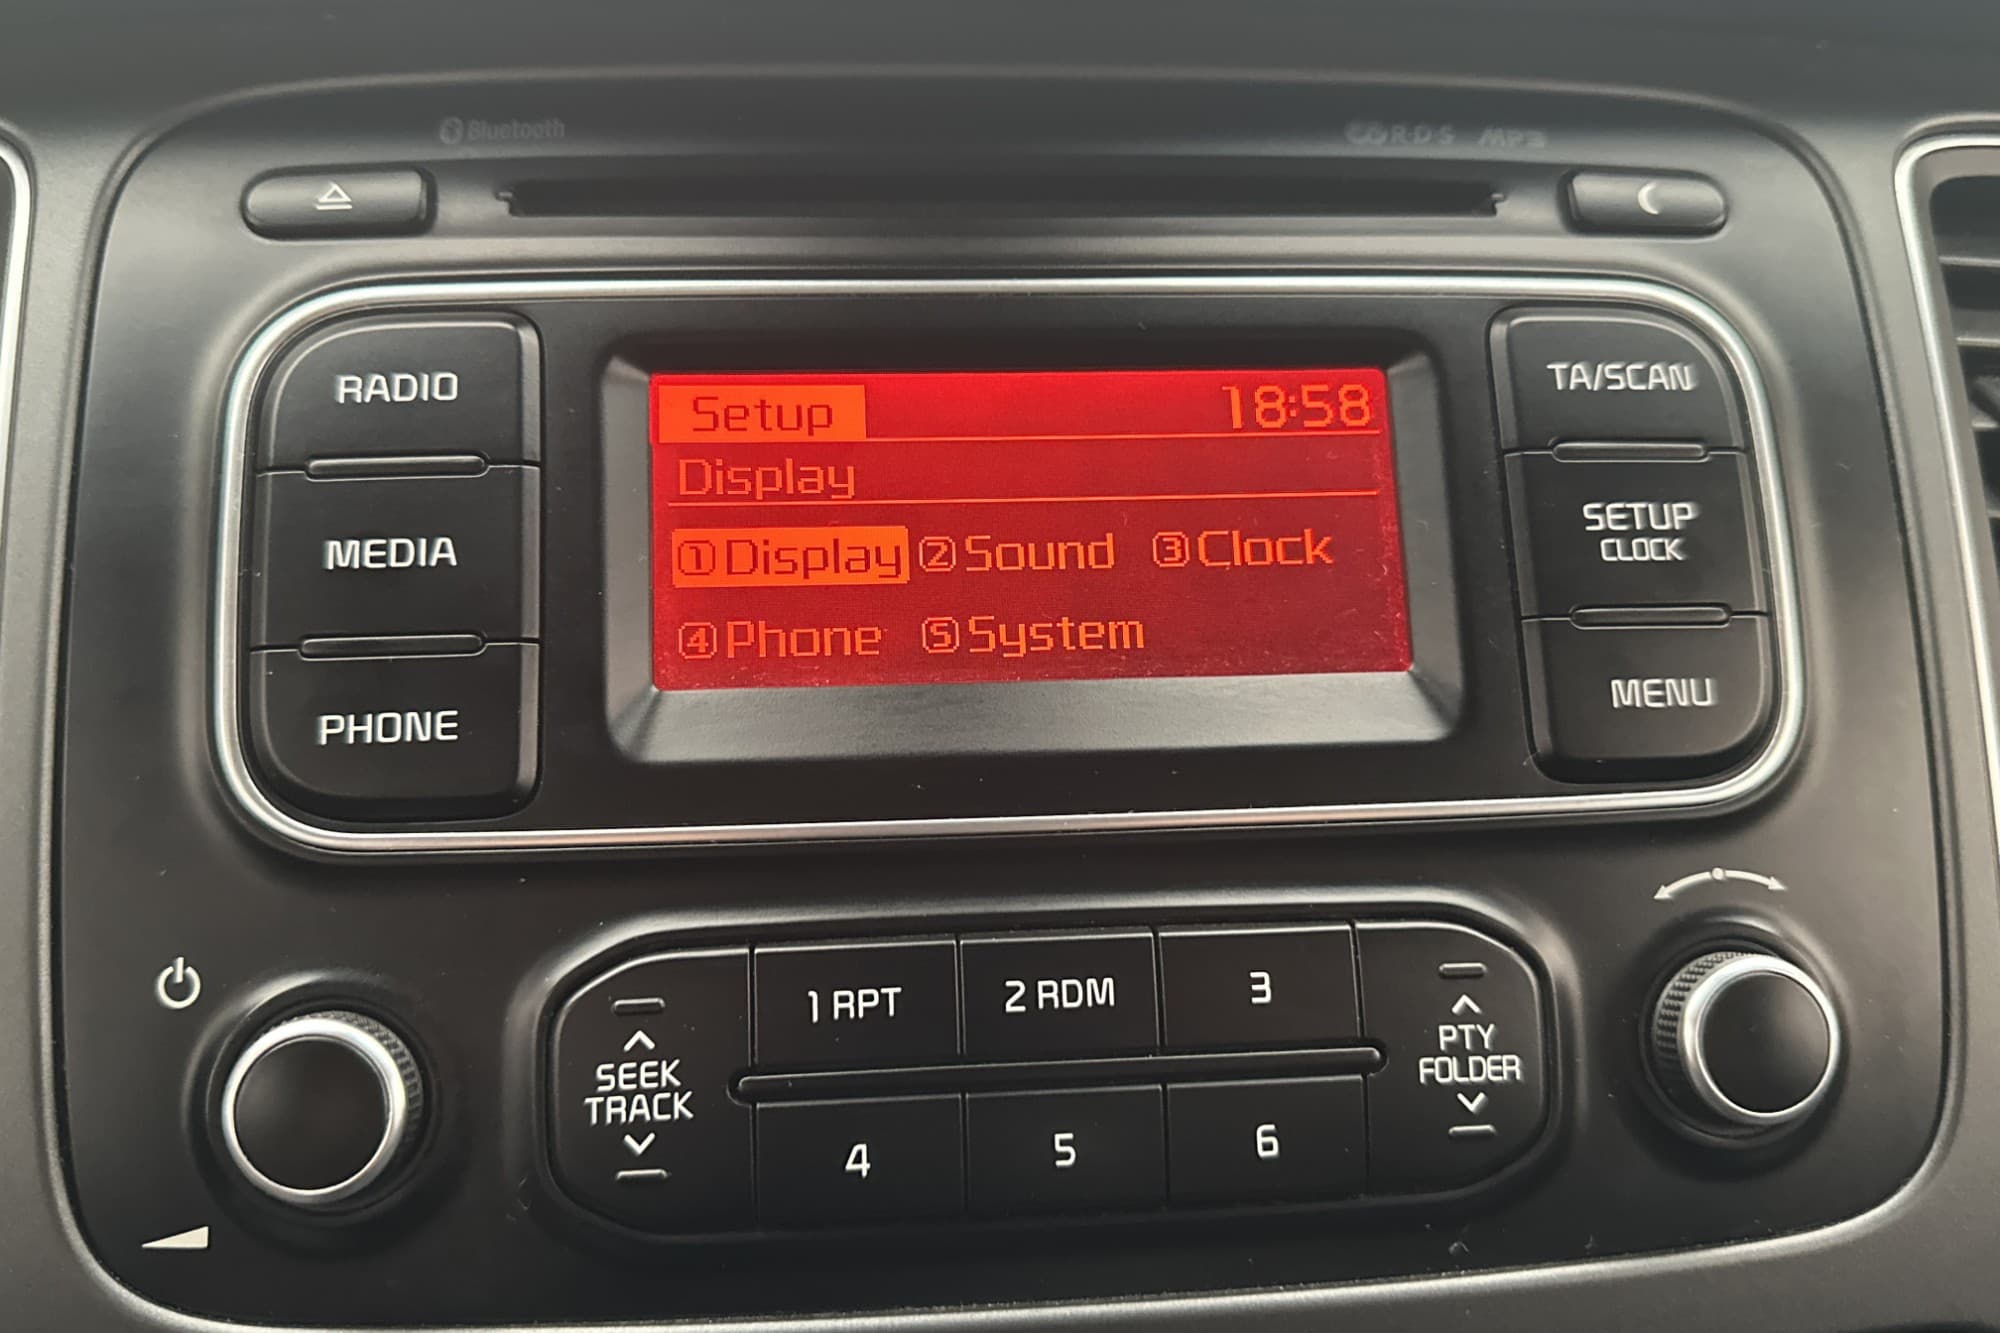 Bluetooth
RDS MP3
RADIO
MEDIA
PHONE
Setup 18:58
Display
①Display ②Sound ③Clock
④Phone ⑤System
TA/SCAN
SETUP
CLOCK
MENU
SEEK
TRACK
1 RPT 2 RDM 3
4 5 6
PTY
FOLDER